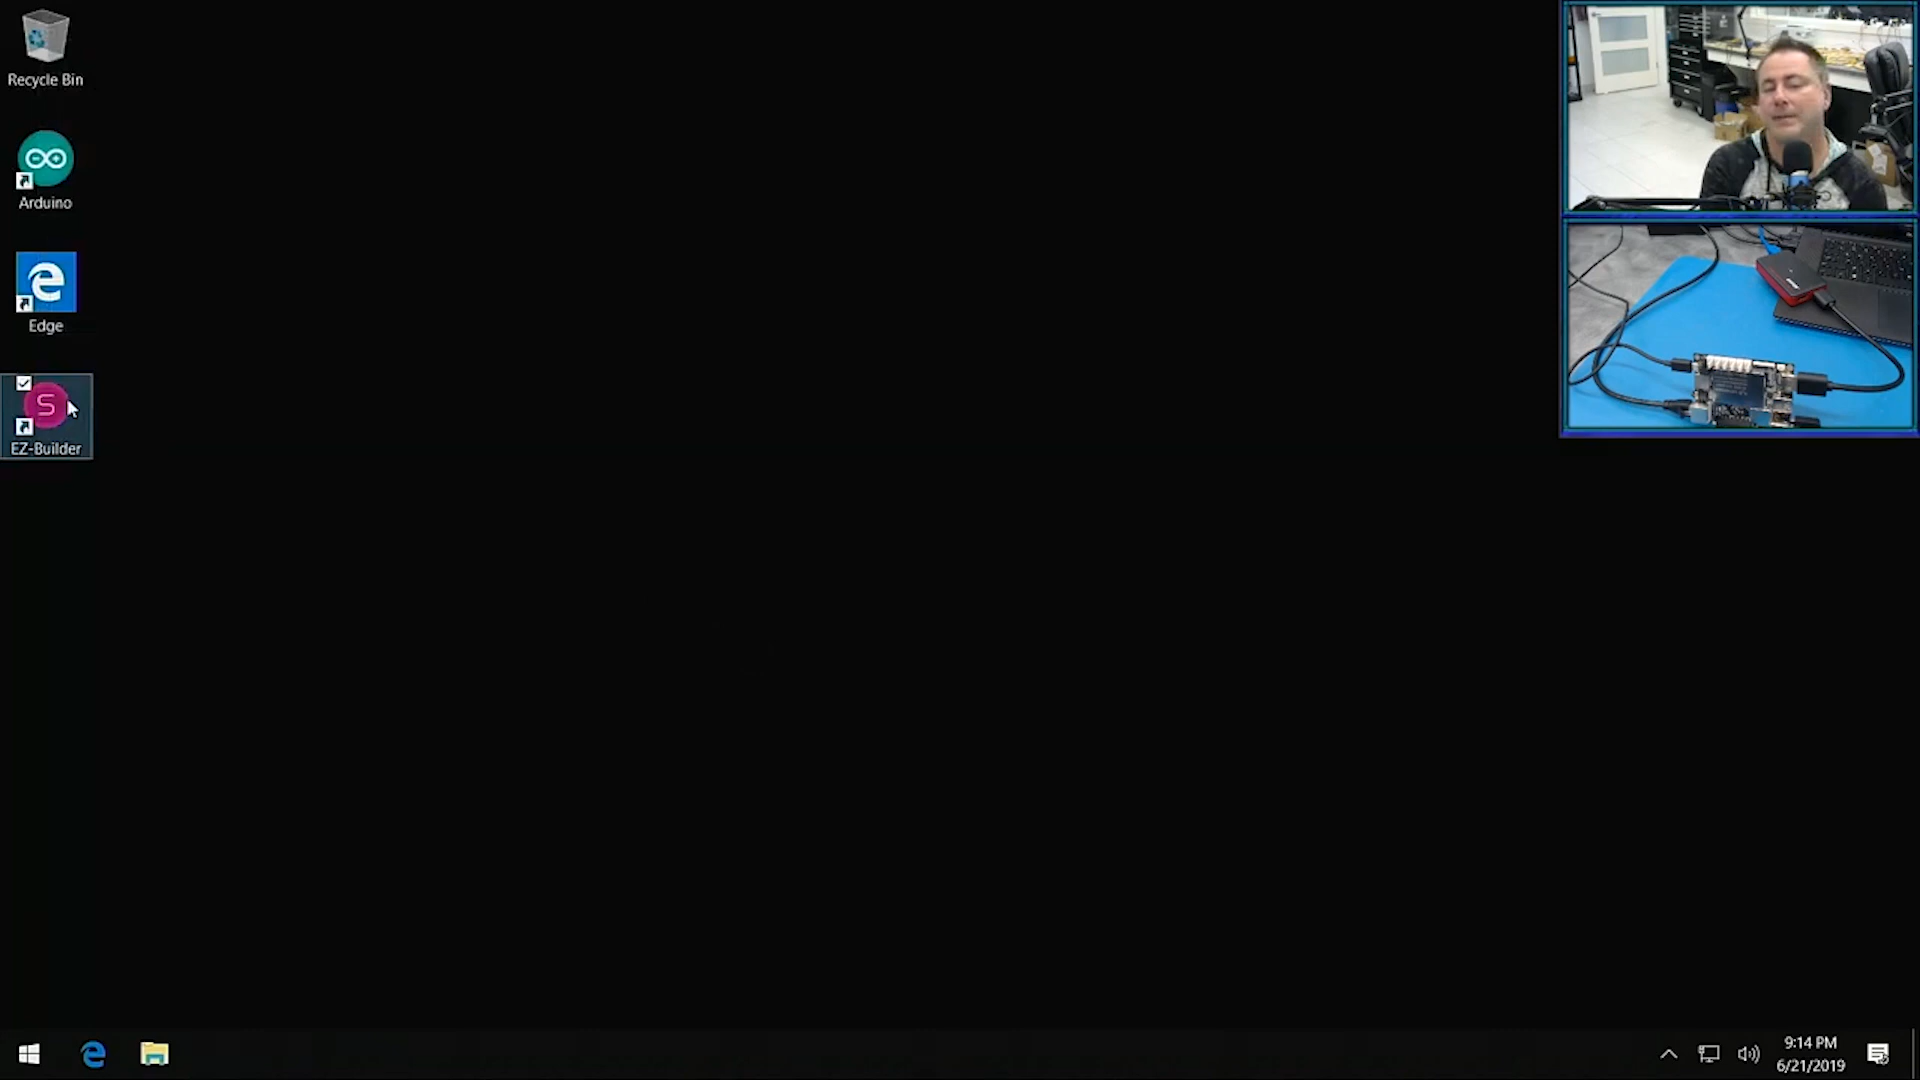 Recycle Bin
Arduino
Edge
S
EZ-Builder
9:14 PM
6/21/2019